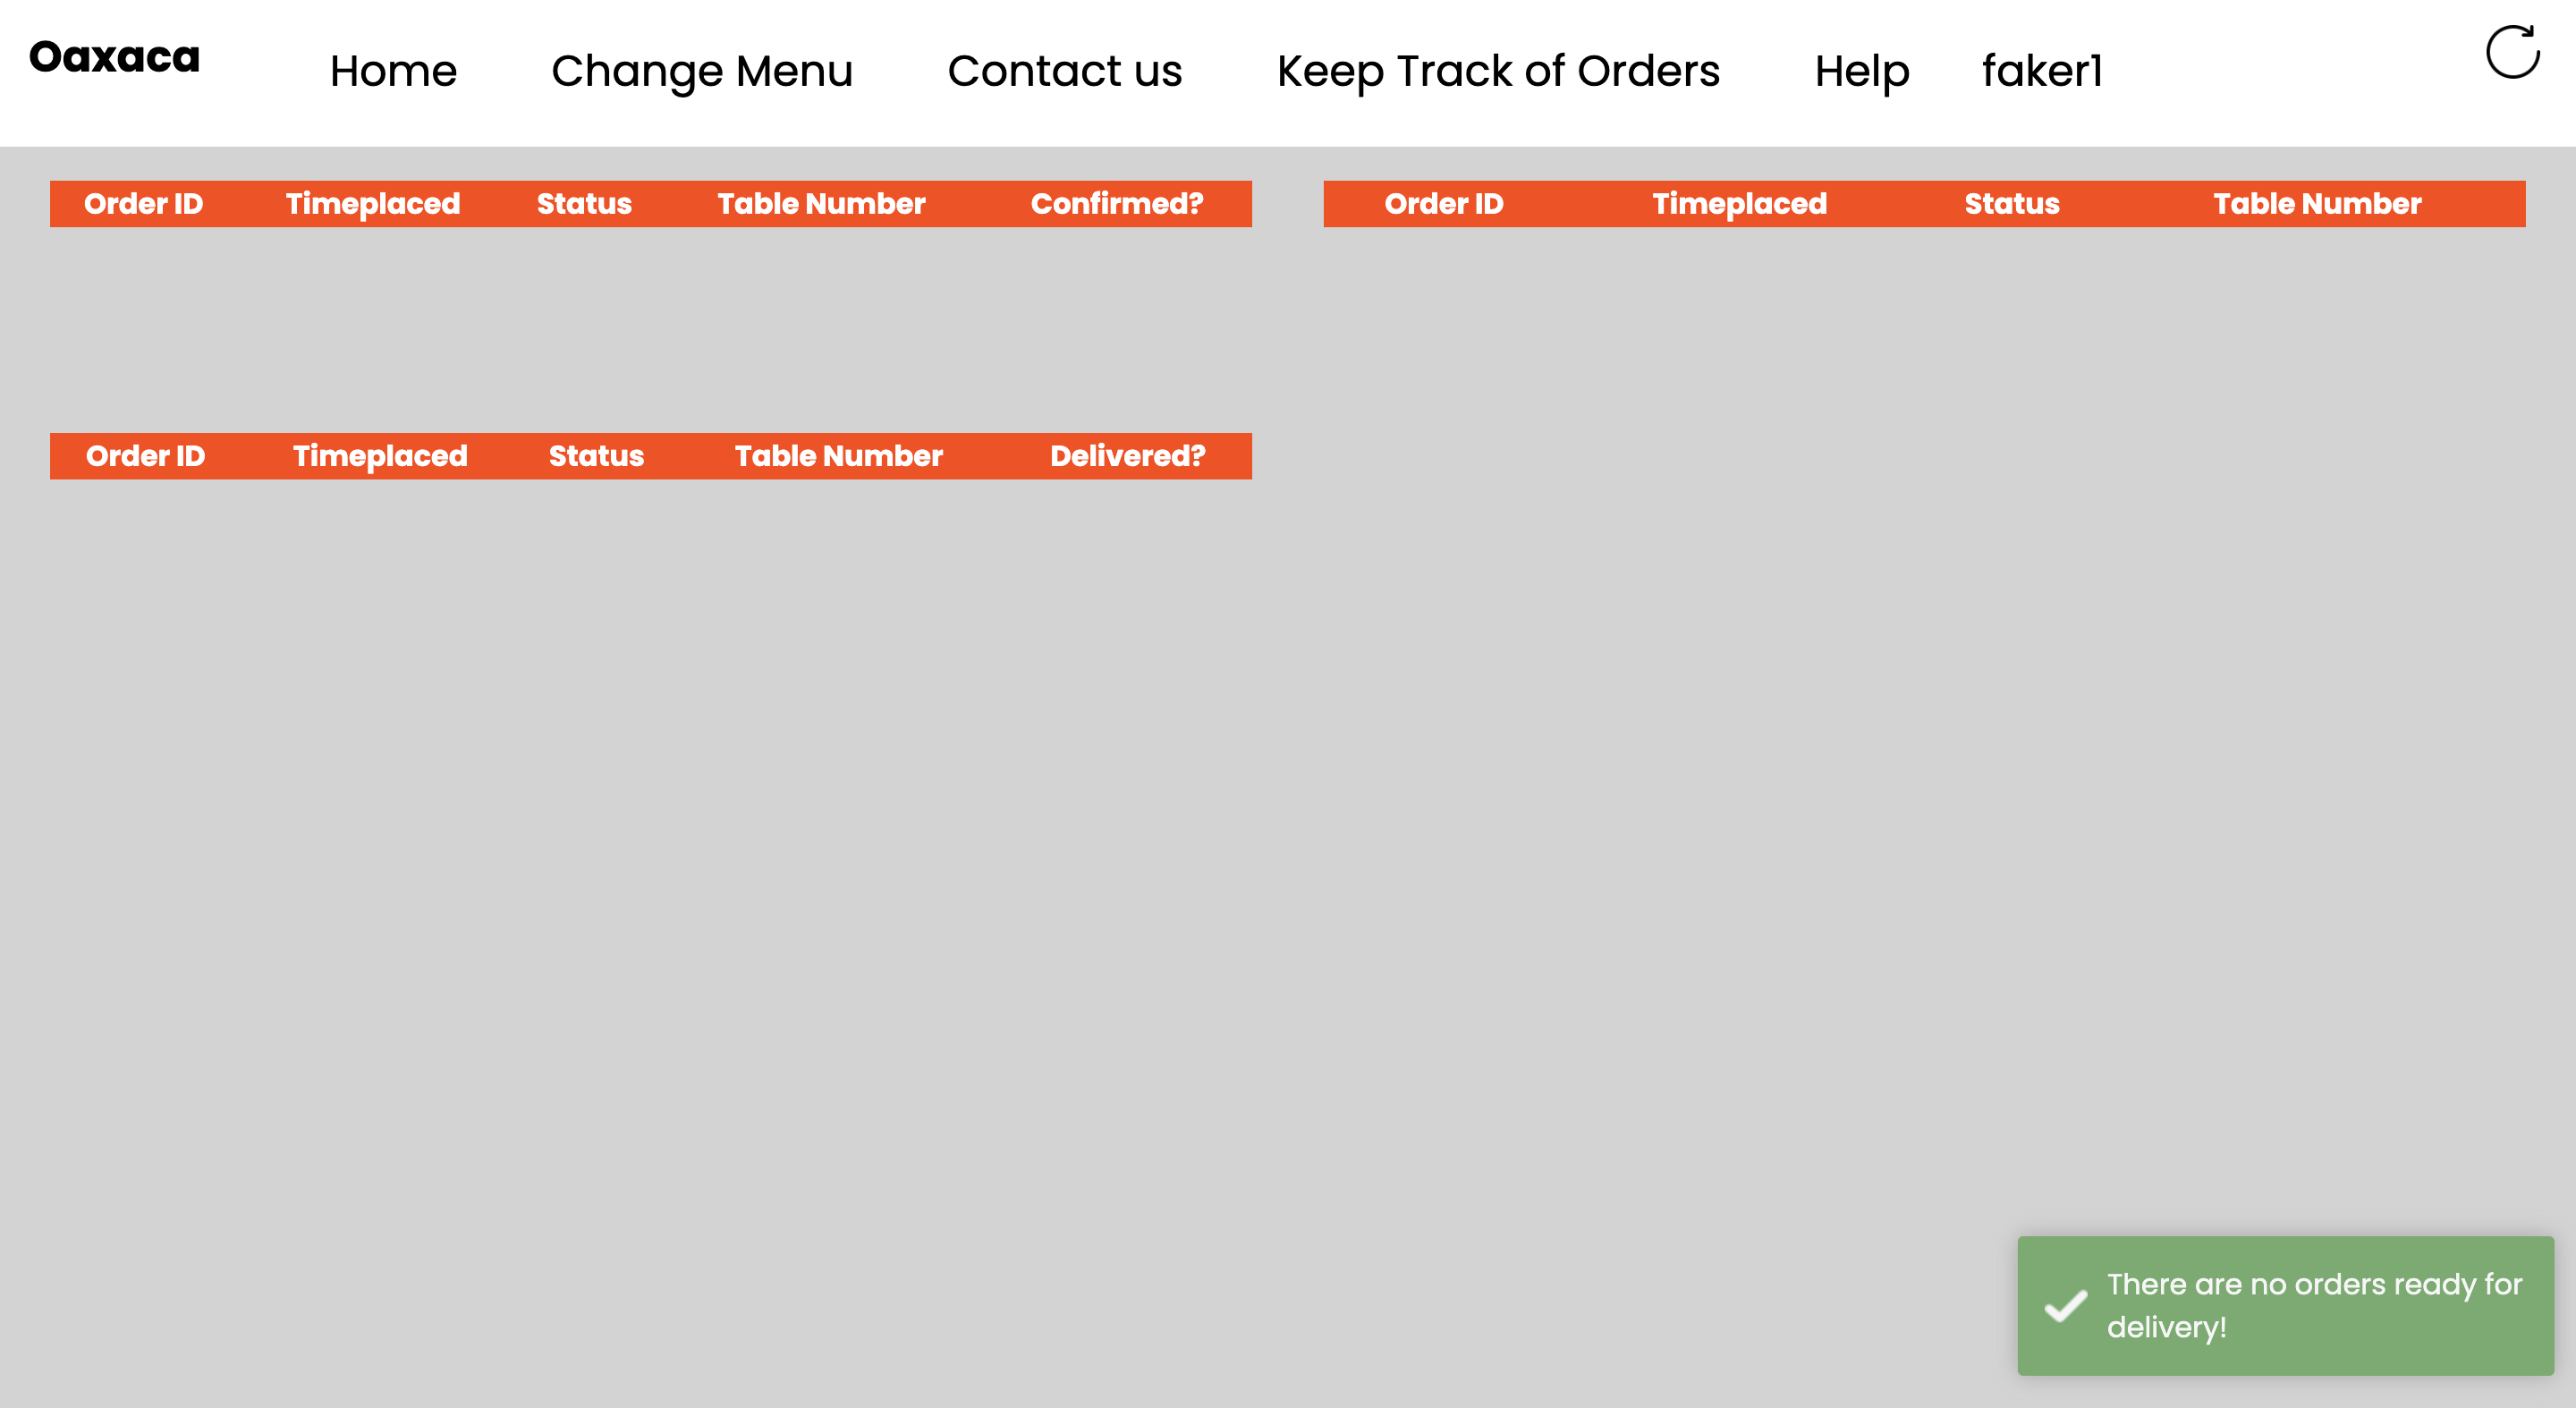 Oaxaca Home Change Menu Contact us Keep Track of Orders Help faker1
Order ID Timeplaced Status Table Number Confirmed?
Order ID Timeplaced Status Table Number
Order ID Timeplaced Status Table Number Delivered?
There are no orders ready for
delivery!